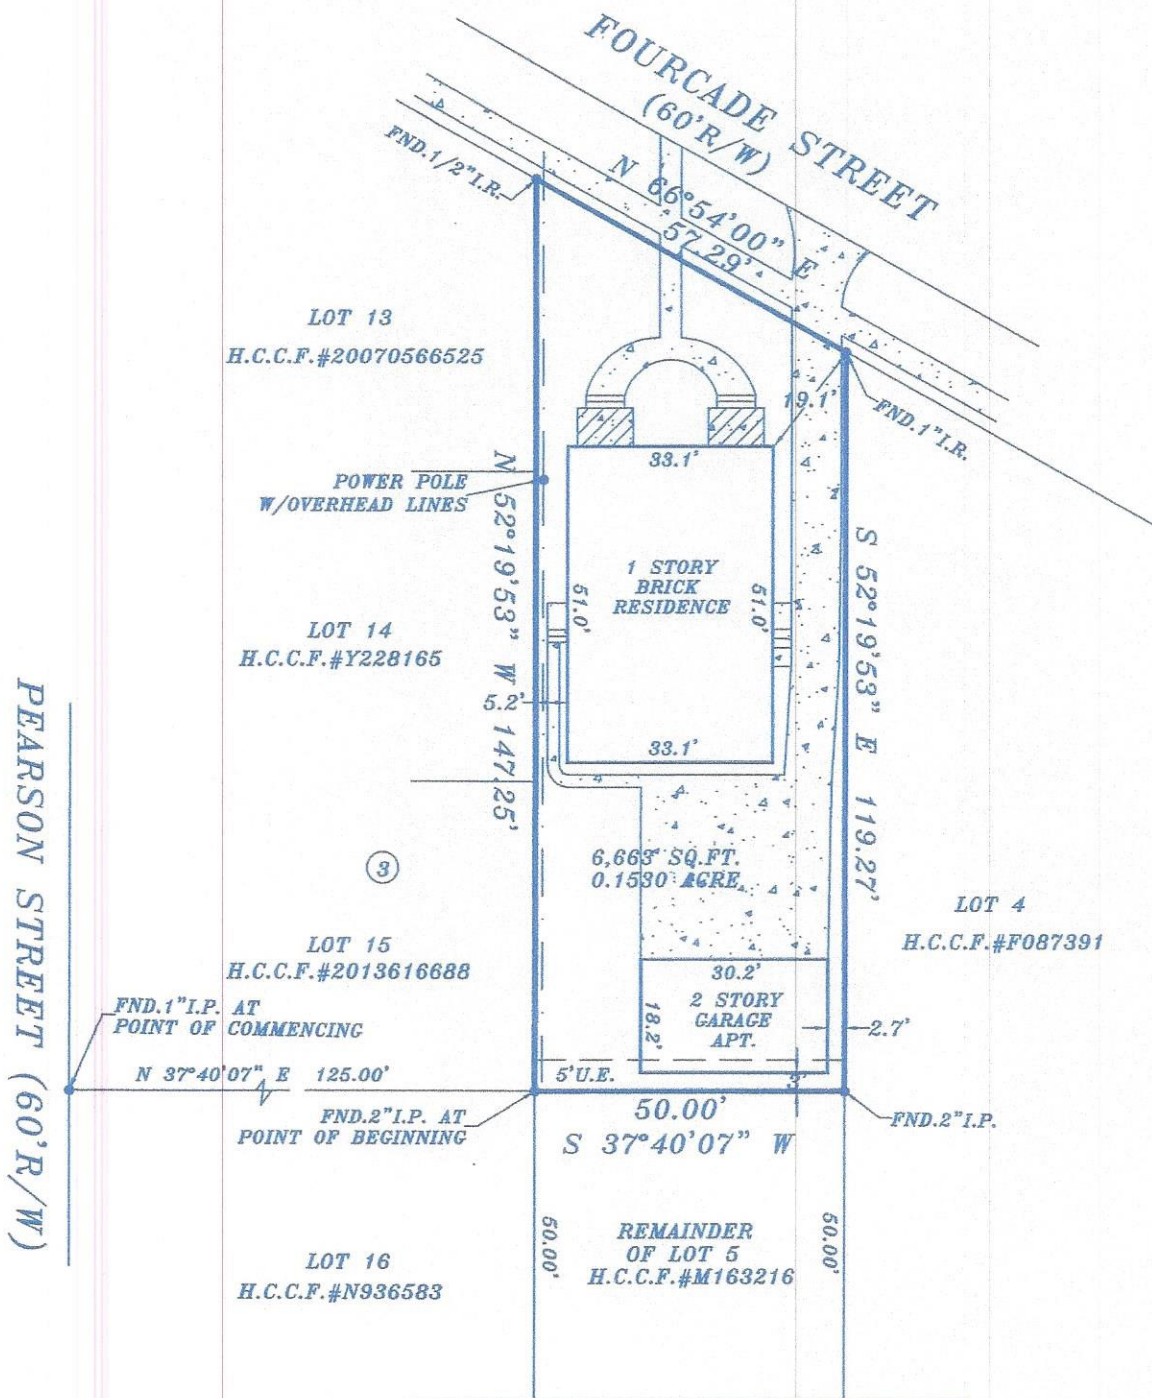 FOURCADE STREET
(60'R/W)
N 66°54'00" E
57.29'
FND.1/2"I.R.
LOT 13
H.C.C.F.#20070566525
19.1'
FND.1"I.R.
33.1'
POWER POLE
W/OVERHEAD LINES
N 52°19'53" W 147.25'
1'
S 52°19'53" E 119.27'
1 STORY
BRICK
RESIDENCE
51.0'
51.0'
LOT 14
H.C.C.F.#Y228165
5.2'
33.1'
PEARSON STREET (60'R/W)
3
6,663 SQ.FT.
0.1530 ACRE
LOT 4
H.C.C.F.#F087391
LOT 15
H.C.C.F.#2013616688
30.2'
2 STORY
GARAGE
APT.
18.2'
2.7'
FND.1"I.P. AT
POINT OF COMMENCING
N 37°40'07" E 125.00'
5'U.E.
3'
FND.2"I.P. AT
POINT OF BEGINNING
50.00'
S 37°40'07" W
FND.2"I.P.
50.00'
REMAINDER
OF LOT 5
H.C.C.F.#M163216
50.00'
LOT 16
H.C.C.F.#N936583